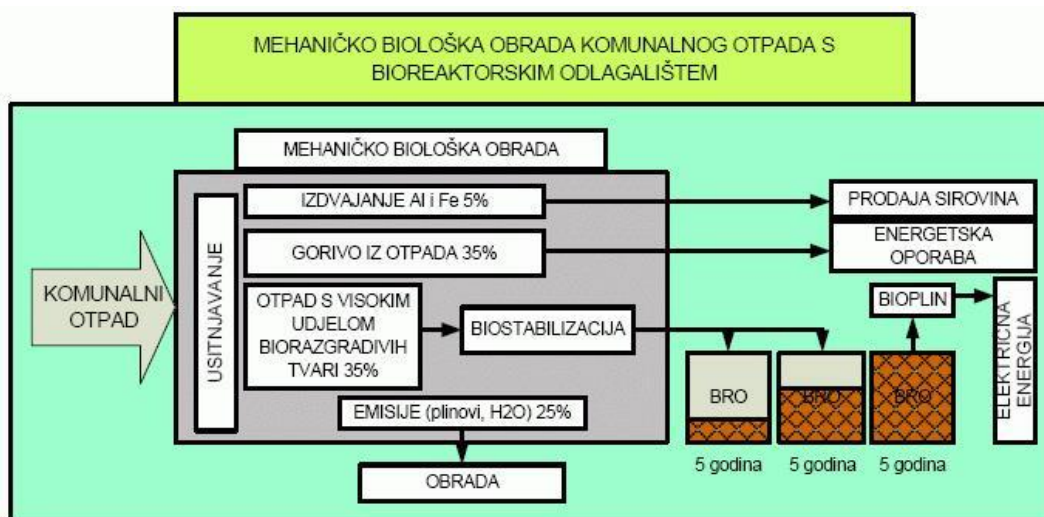 MEHANIČKO BIOLOŠKA OBRADA KOMUNALNOG OTPADA S
BIOREAKTORSKIM ODLAGALIŠTEM
MEHANIČKO BIOLOŠKA OBRADA
KOMUNALNI
OTPAD
USITNJAVANJE
IZDVAJANJE Al i Fe 5%
GORIVO IZ OTPADA 35%
OTPAD S VISOKIM
UDJELOM
BIORAZGRADIVIH
TVARI 35%
BIOSTABILIZACIJA
EMISIJE (plinovi, H2O) 25%
OBRADA
PRODAJA SIROVINA
ENERGETSKA
OPORABA
BIOPLIN
ELEKTRIČNA
ENERGIJA
BRO
BRO
BRO
5 godina
5 godina
5 godina